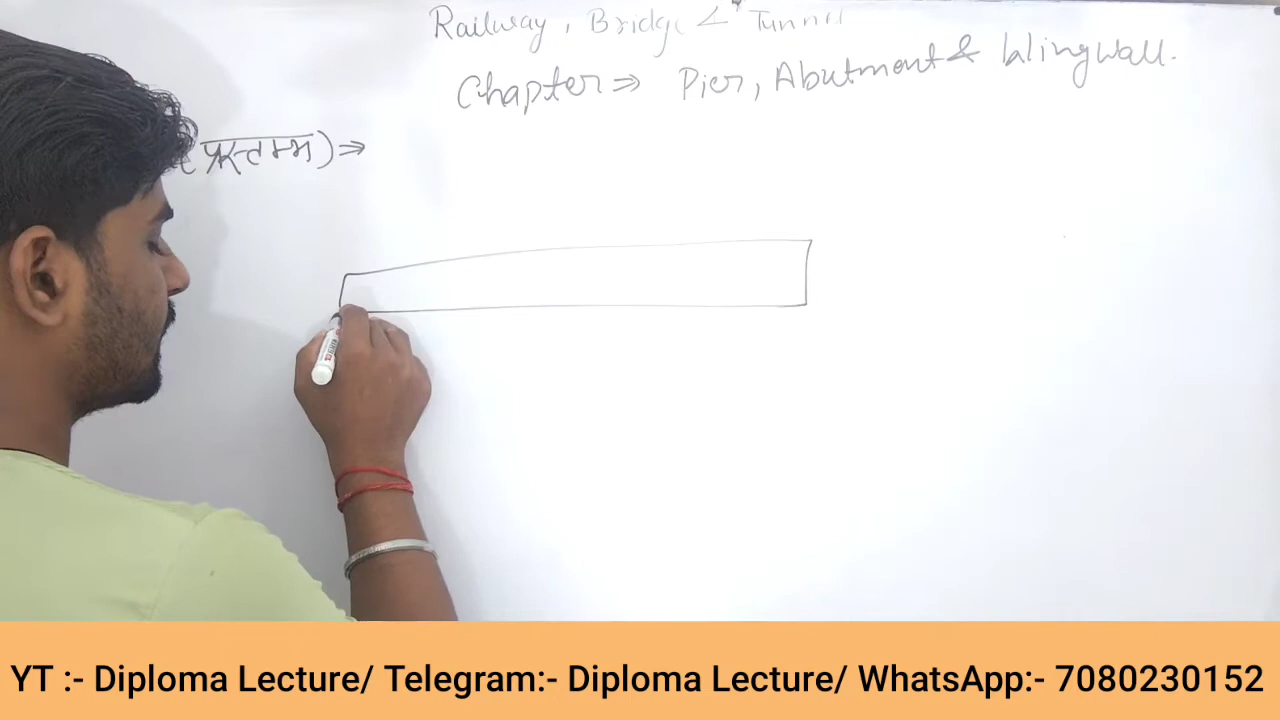 Railway, Bridge & Tunnel
Chapter ⇒ Pier, Abutment & Wingwall.
(प्रस्तम्भ) ⇒
YT :- Diploma Lecture/ Telegram:- Diploma Lecture/ WhatsApp:- 7080230152